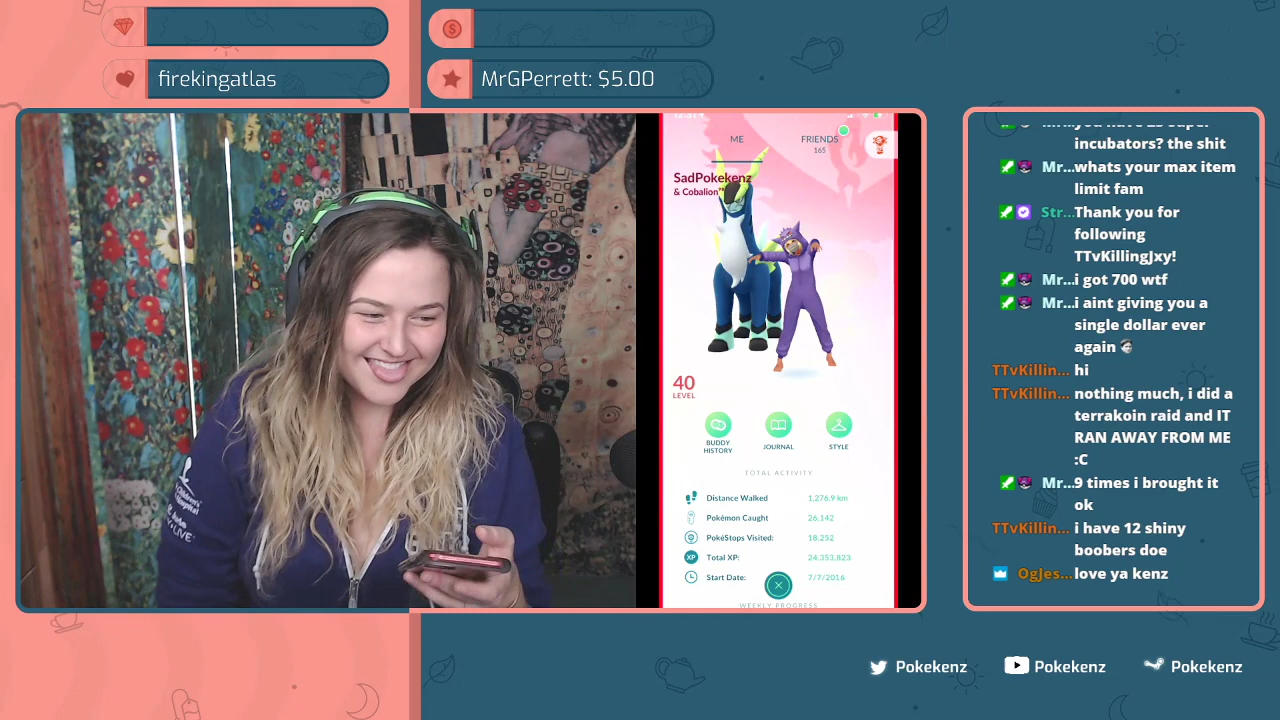 firekingatlas
MrGPerrett: $5.00
ME
FRIENDS
165
SadPokekenz
& Cobalion
40
LEVEL
BUDDY
HISTORY
JOURNAL
STYLE
TOTAL ACTIVITY
Distance Walked 1,276.9 km
Pokémon Caught 26,142
PokéStops Visited: 18,252
XP Total XP: 24,353,823
Start Date: 7/7/2016
WEEKLY PROGRESS
LIVE
incubators? the shit
Mr...whats your max item
limit fam
Str...Thank you for
following
TTvKillingJxy!
Mr...i got 700 wtf
Mr...i aint giving you a
single dollar ever
again
TTvKillin... hi
TTvKillin... nothing much, i did a
terrakoin raid and IT
RAN AWAY FROM ME
:C
Mr...9 times i brought it
ok
TTvKillin... i have 12 shiny
boobers doe
OgJes...love ya kenz
Pokekenz
Pokekenz
Pokekenz